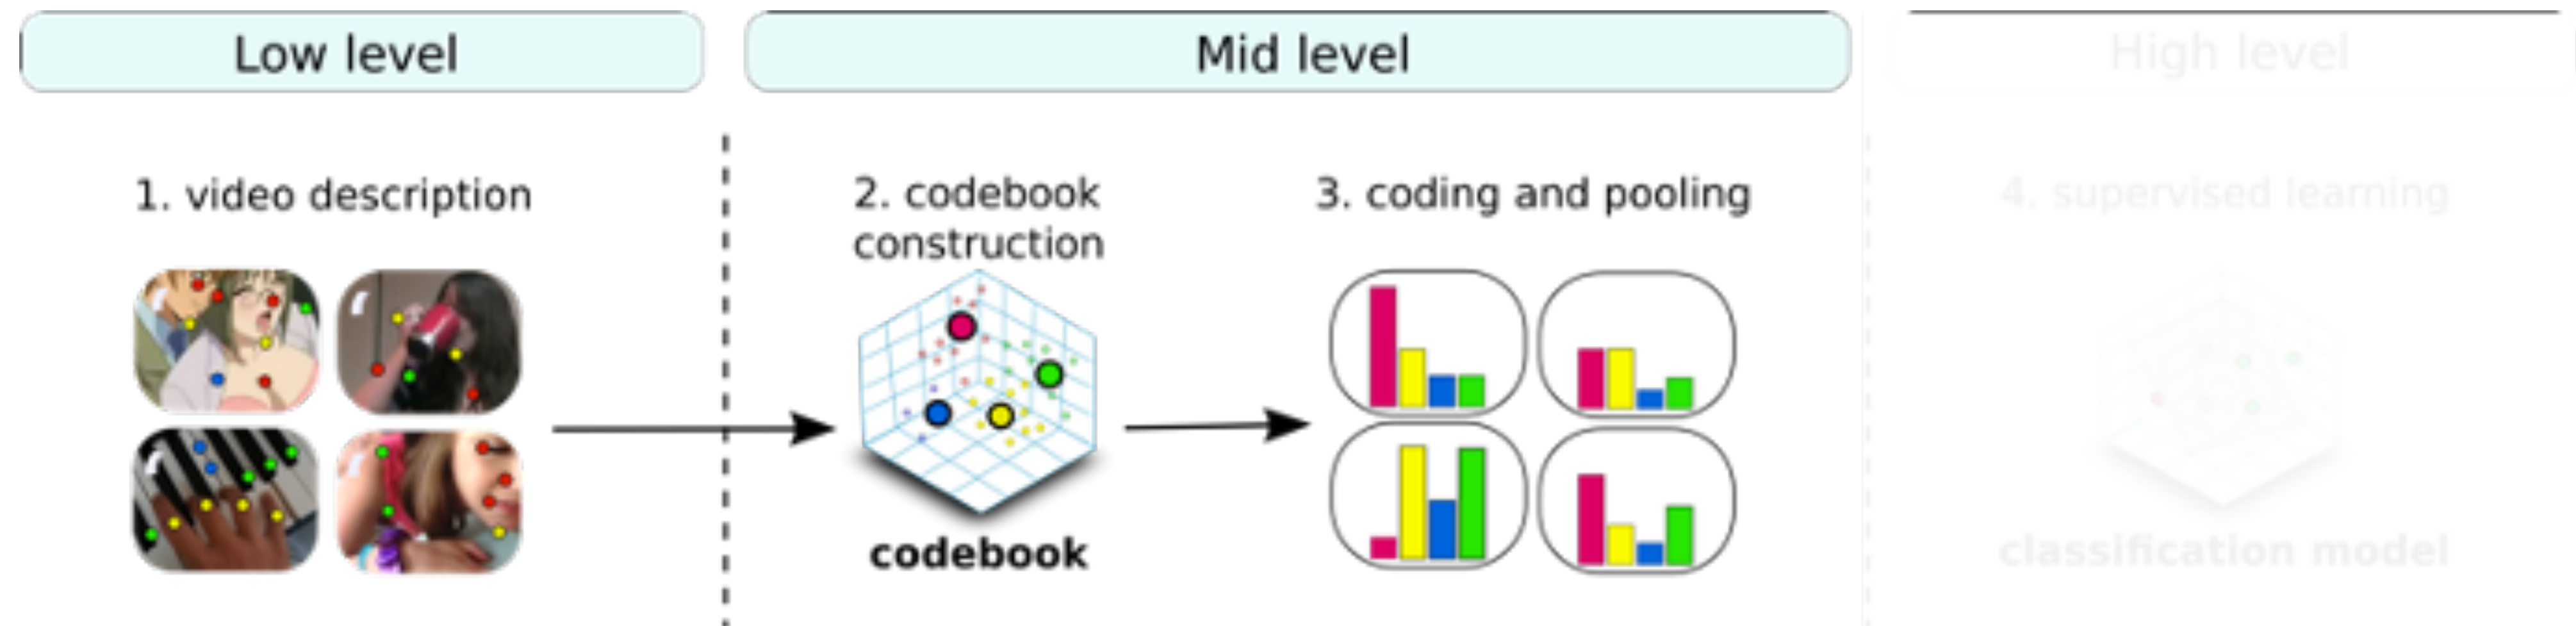 Low level
Mid level
High level
1. video description
2. codebook
construction
3. coding and pooling
4. supervised learning
codebook
classification model